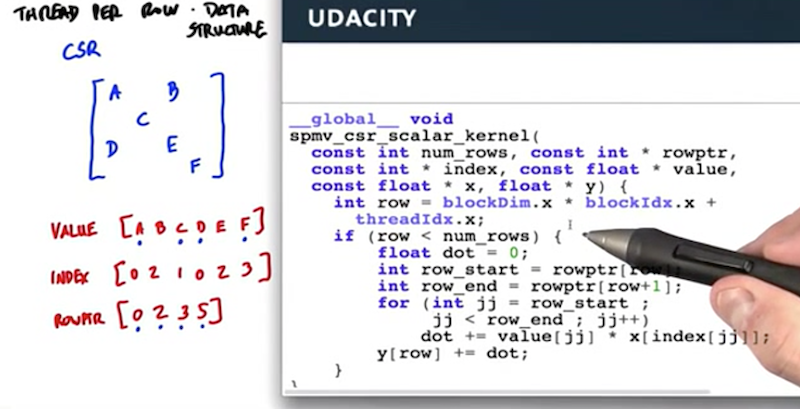 THREAD PER ROW · DATA
STRUCTURE
CSR
A B
C
D E
F
VALUE [A B C D E F]
INDEX [0 2 1 0 2 3]
ROWPTR [0 2 3 5]
UDACITY
__global__ void
spmv_csr_scalar_kernel(
const int num_rows, const int * rowptr,
const int * index, const float * value,
const float * x, float * y) {
int row = blockDim.x * blockIdx.x +
threadIdx.x;
if (row < num_rows) {
float dot = 0;
int row_start = rowptr[row];
int row_end = rowptr[row+1];
for (int jj = row_start ;
jj < row_end ; jj++)
dot += value[jj] * x[index[jj]];
y[row] += dot;
}
}